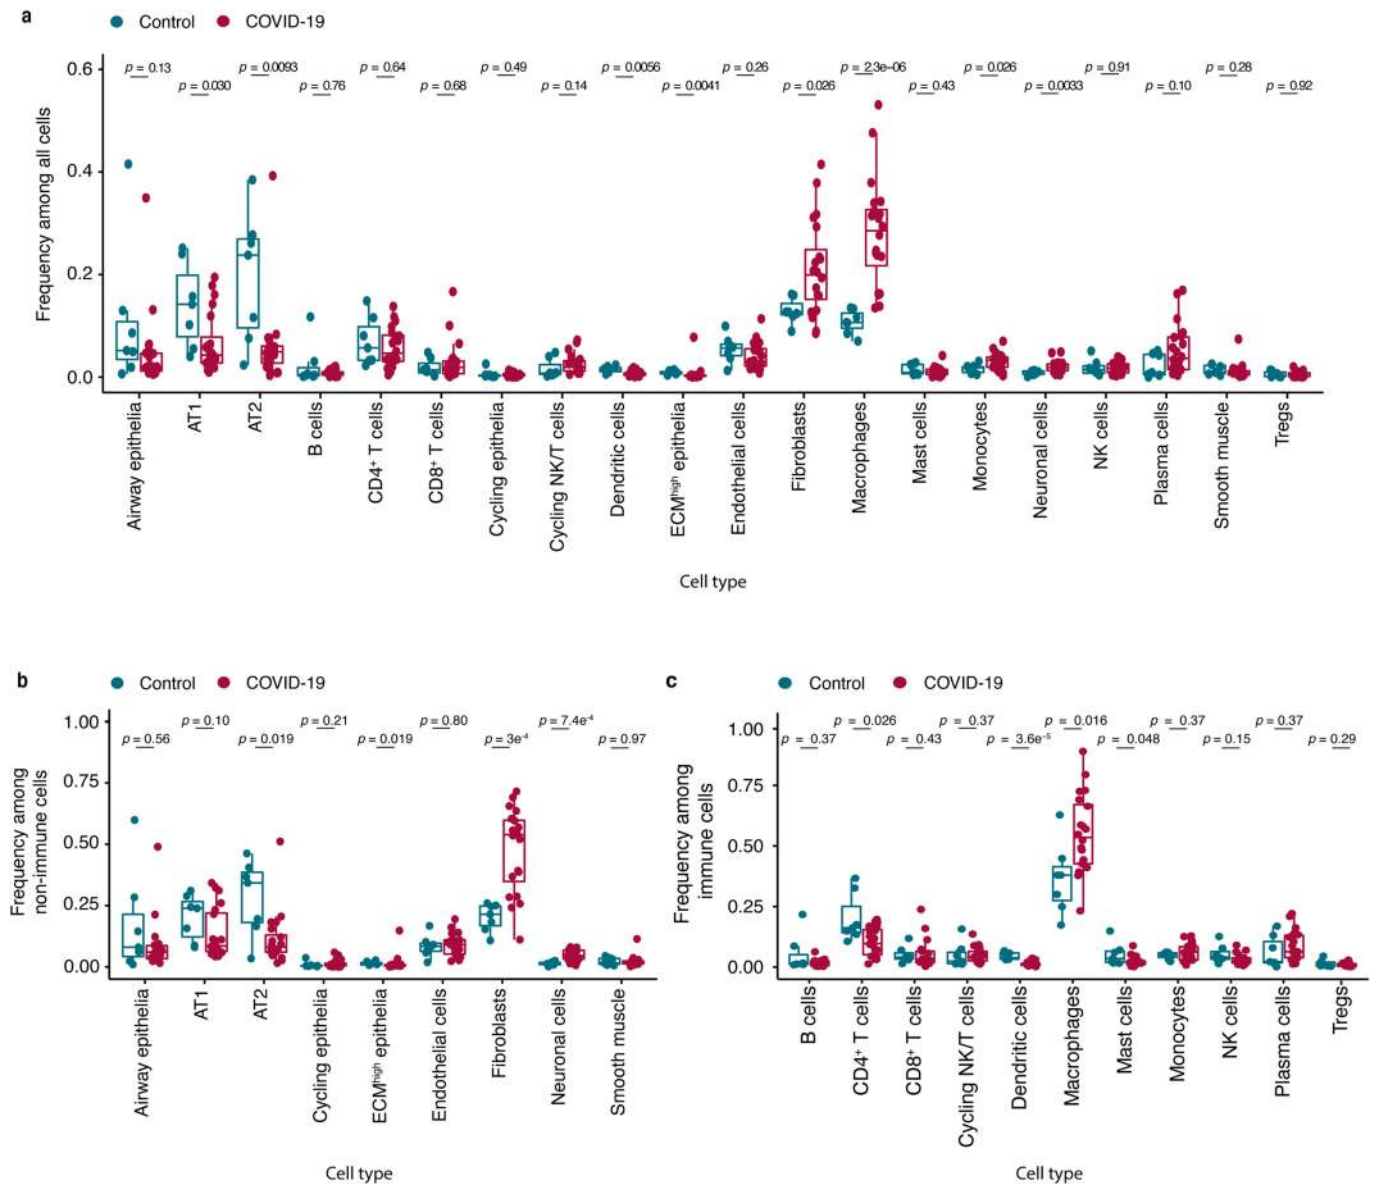 a
Control COVID-19
p = 0.13 p = 0.0093 p = 0.64 p = 0.49 p = 0.0056 p = 0.26 p = 2.3e-06 p = 0.026 p = 0.91 p = 0.28
p = 0.030 p = 0.76 p = 0.68 p = 0.14 p = 0.0041 p = 0.026 p = 0.43 p = 0.0033 p = 0.10 p = 0.92
0.6
0.4
0.2
0.0
Frequency among all cells
Airway epithelia
AT1
AT2
B cells
CD4⁺ T cells
CD8⁺ T cells
Cycling epithelia
Cycling NK/T cells
Dendritic cells
ECMʰⁱᵍʰ epithelia
Endothelial cells
Fibroblasts
Macrophages
Mast cells
Monocytes
Neuronal cells
NK cells
Plasma cells
Smooth muscle
Tregs
Cell type
b
Control COVID-19
p = 0.10 p = 0.21 p = 0.80 p = 7.4e⁻⁴
p = 0.56 p = 0.019 p = 0.019 p = 3e⁻⁴ p = 0.97
1.00
0.75
0.50
0.25
0.00
Frequency among
non-immune cells
Airway epithelia
AT1
AT2
Cycling epithelia
ECMʰⁱᵍʰ epithelia
Endothelial cells
Fibroblasts
Neuronal cells
Smooth muscle
Cell type
c
Control COVID-19
p = 0.026 p = 0.37 p = 0.016 p = 0.37 p = 0.37
p = 0.37 p = 0.43 p = 3.6e⁻⁵ p = 0.048 p = 0.15 p = 0.29
1.00
0.75
0.50
0.25
0.00
Frequency among
immune cells
B cells
CD4⁺ T cells
CD8⁺ T cells
Cycling NK/T cells
Dendritic cells
Macrophages
Mast cells
Monocytes
NK cells
Plasma cells
Tregs
Cell type